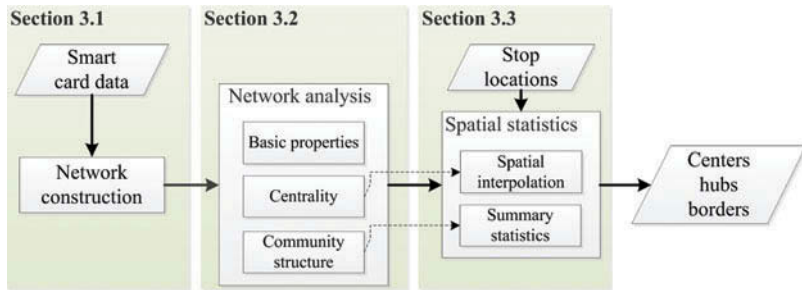 Section 3.1
Smart
card data
Network
construction
Section 3.2
Network analysis
Basic properties
Centrality
Community
structure
Section 3.3
Stop
locations
Spatial statistics
Spatial
interpolation
Summary
statistics
Centers
hubs
borders